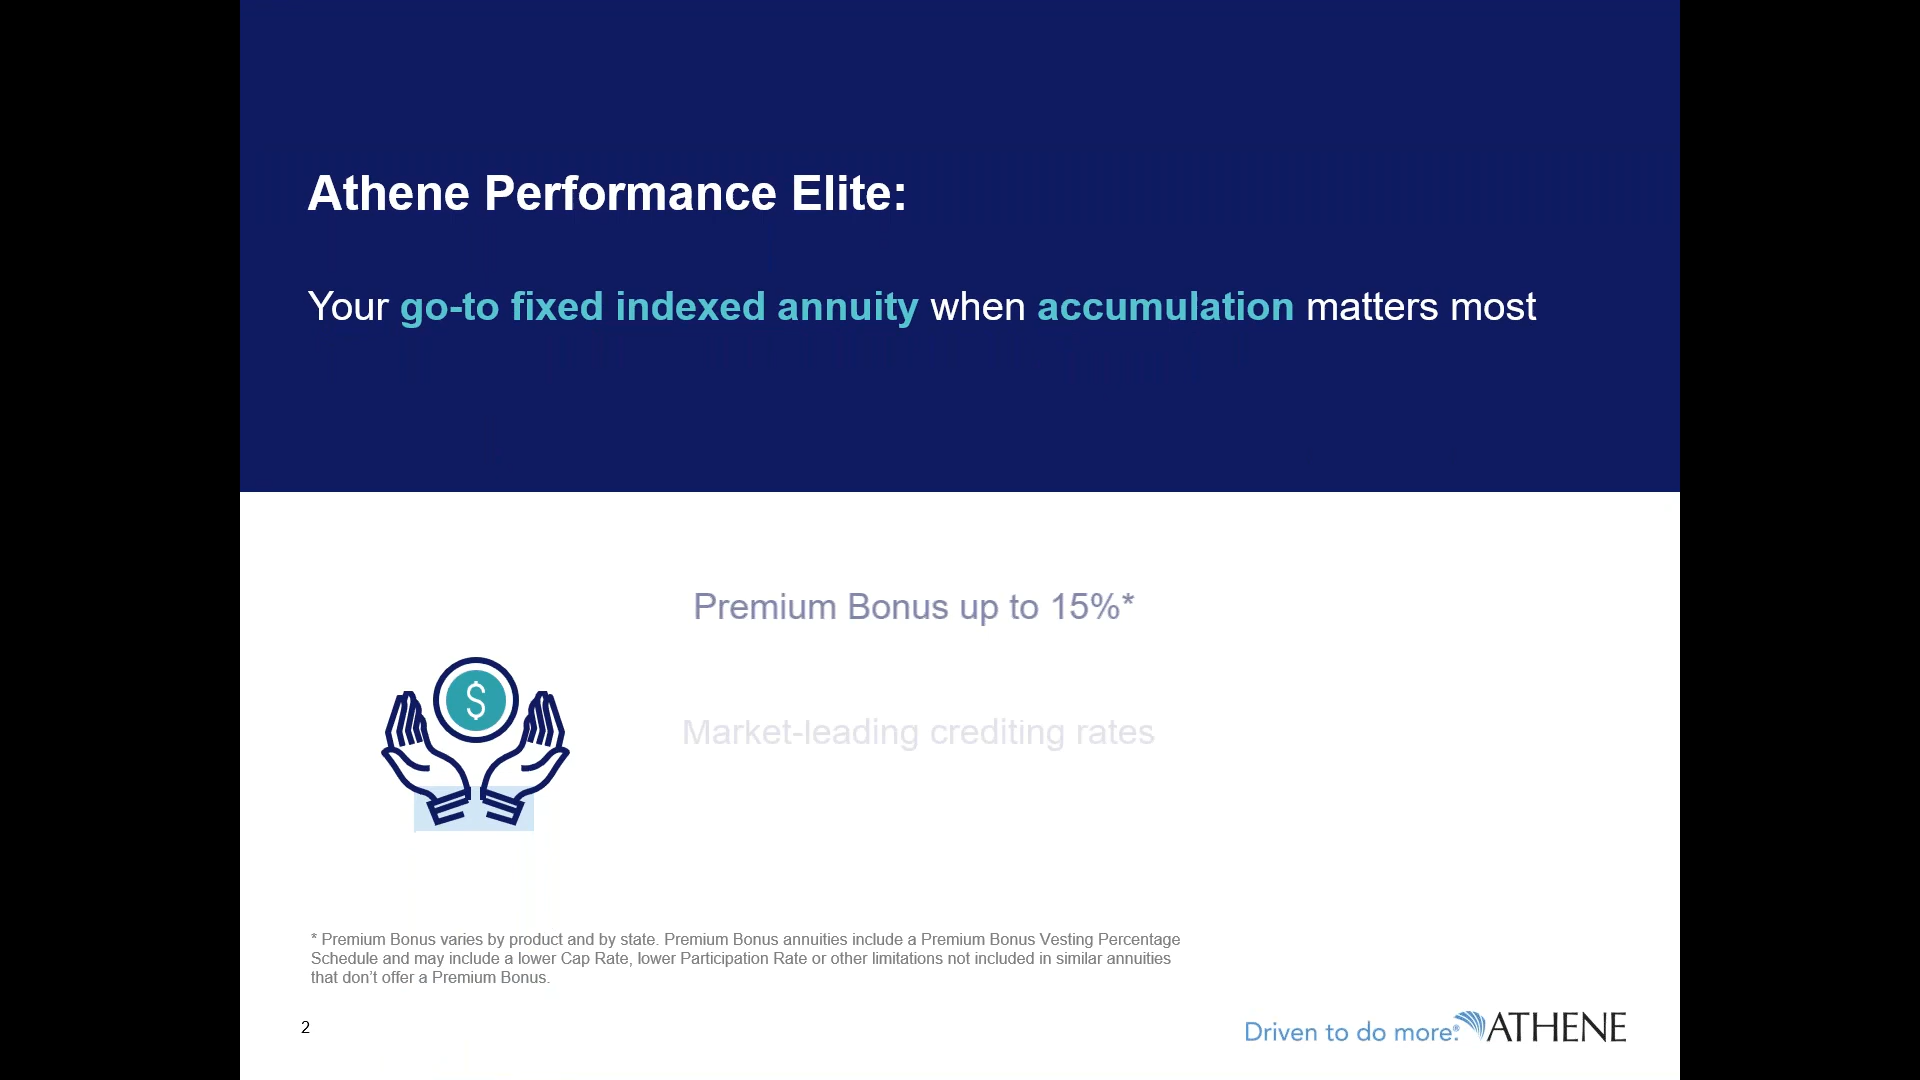 Athene Performance Elite:
Your go-to fixed indexed annuity when accumulation matters most
Premium Bonus up to 15%*
$
Market-leading crediting rates
* Premium Bonus varies by product and by state. Premium Bonus annuities include a Premium Bonus Vesting Percentage
Schedule and may include a lower Cap Rate, lower Participation Rate or other limitations not included in similar annuities
that don’t offer a Premium Bonus.
2
Driven to do more.® ATHENE